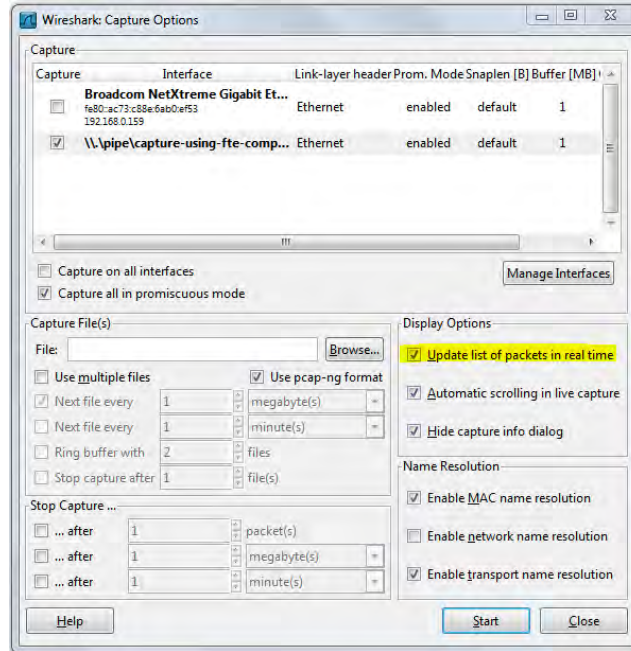 Wireshark: Capture Options
Capture
Capture Interface Link-layer header Prom. Mode Snaplen [B] Buffer [MB]
Broadcom NetXtreme Gigabit Et...
fe80::ac73:c88e:6ab0:ef53
192.168.0.159
Ethernet enabled default 1
\\.\pipe\capture-using-fte-comp... Ethernet enabled default 1
Capture on all interfaces
Manage Interfaces
Capture all in promiscuous mode
Capture File(s)
File: Browse...
Use multiple files Use pcap-ng format
Next file every 1 megabyte(s)
Next file every 1 minute(s)
Ring buffer with 2 files
Stop capture after 1 file(s)
Stop Capture ...
... after 1 packet(s)
... after 1 megabyte(s)
... after 1 minute(s)
Display Options
Update list of packets in real time
Automatic scrolling in live capture
Hide capture info dialog
Name Resolution
Enable MAC name resolution
Enable network name resolution
Enable transport name resolution
Help Start Close